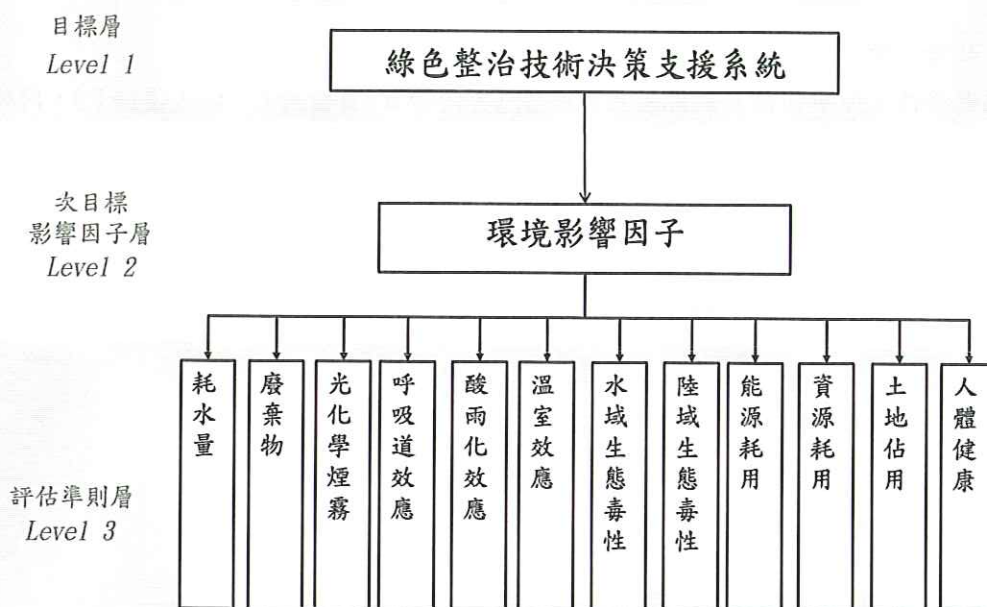 目標層
Level 1
綠色整治技術決策支援系統
次目標
影響因子層
Level 2
環境影響因子
評估準則層
Level 3
耗水量
廢棄物
光化學煙霧
呼吸道效應
酸雨化效應
溫室效應
水域生態毒性
陸域生態毒性
能源耗用
資源耗用
土地佔用
人體健康